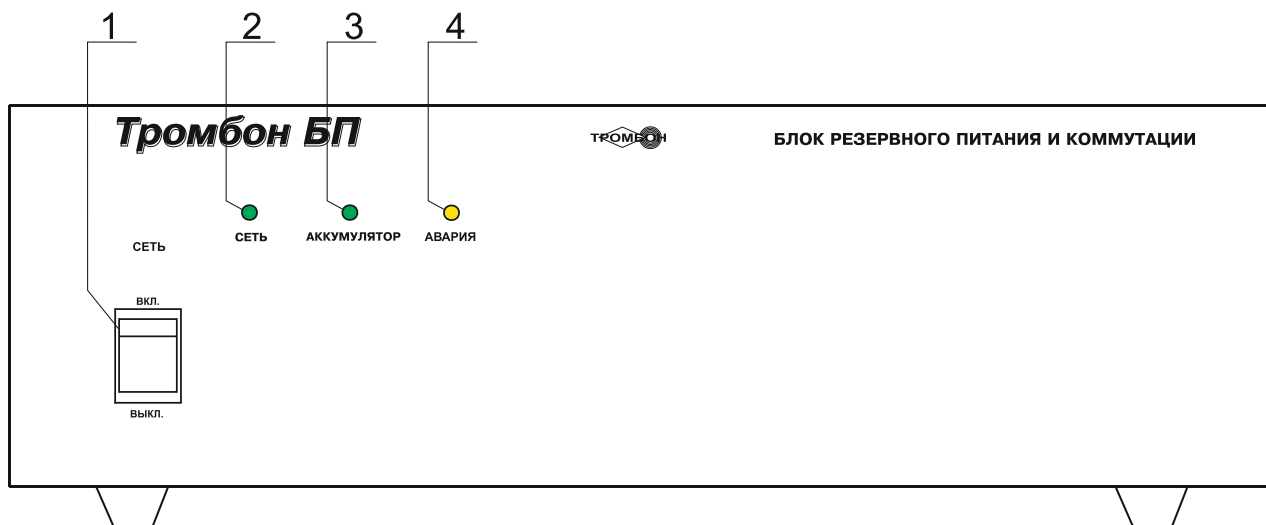 1 2 3 4
Тромбон БП
ТРОМБОН
БЛОК РЕЗЕРВНОГО ПИТАНИЯ И КОММУТАЦИИ
СЕТЬ АККУМУЛЯТОР АВАРИЯ
СЕТЬ
ВКЛ.
ВЫКЛ.